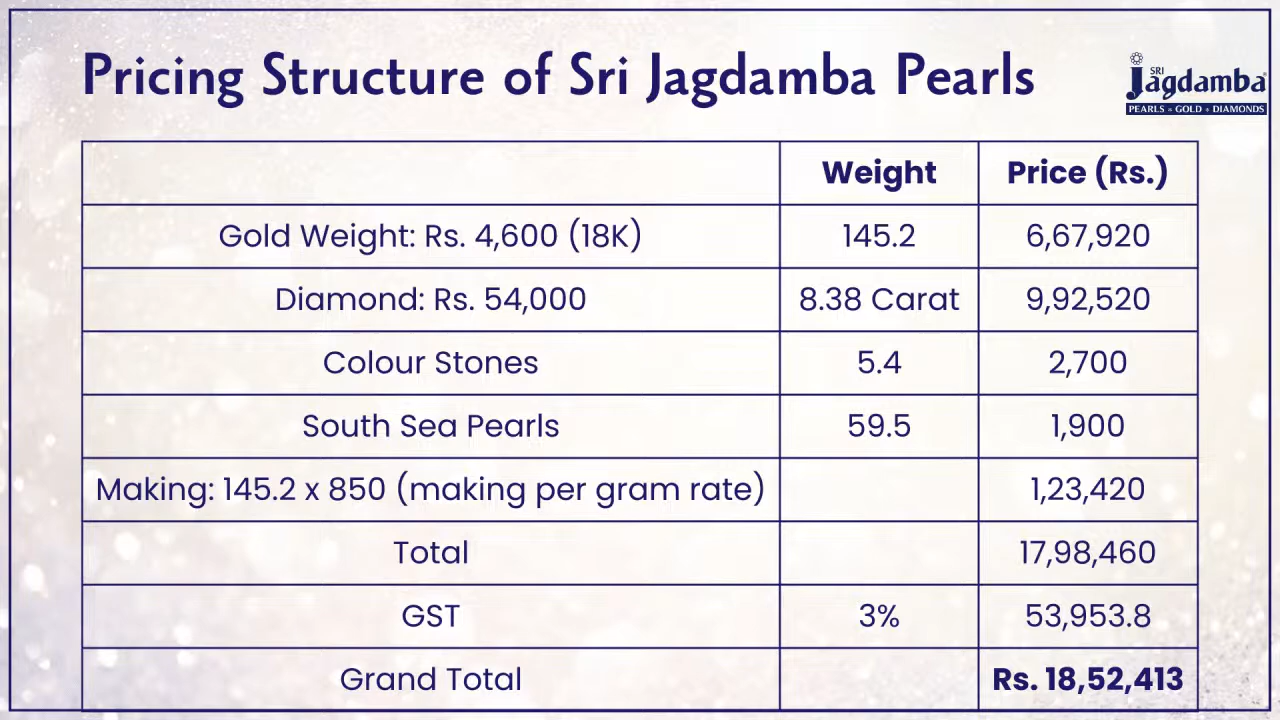 Pricing Structure of Sri Jagdamba Pearls
SRI
Jagdamba
PEARLS • GOLD • DIAMONDS
Weight Price (Rs.)
Gold Weight: Rs. 4,600 (18K) 145.2 6,67,920
Diamond: Rs. 54,000 8.38 Carat 9,92,520
Colour Stones 5.4 2,700
South Sea Pearls 59.5 1,900
Making: 145.2 x 850 (making per gram rate) 1,23,420
Total 17,98,460
GST 3% 53,953.8
Grand Total Rs. 18,52,413